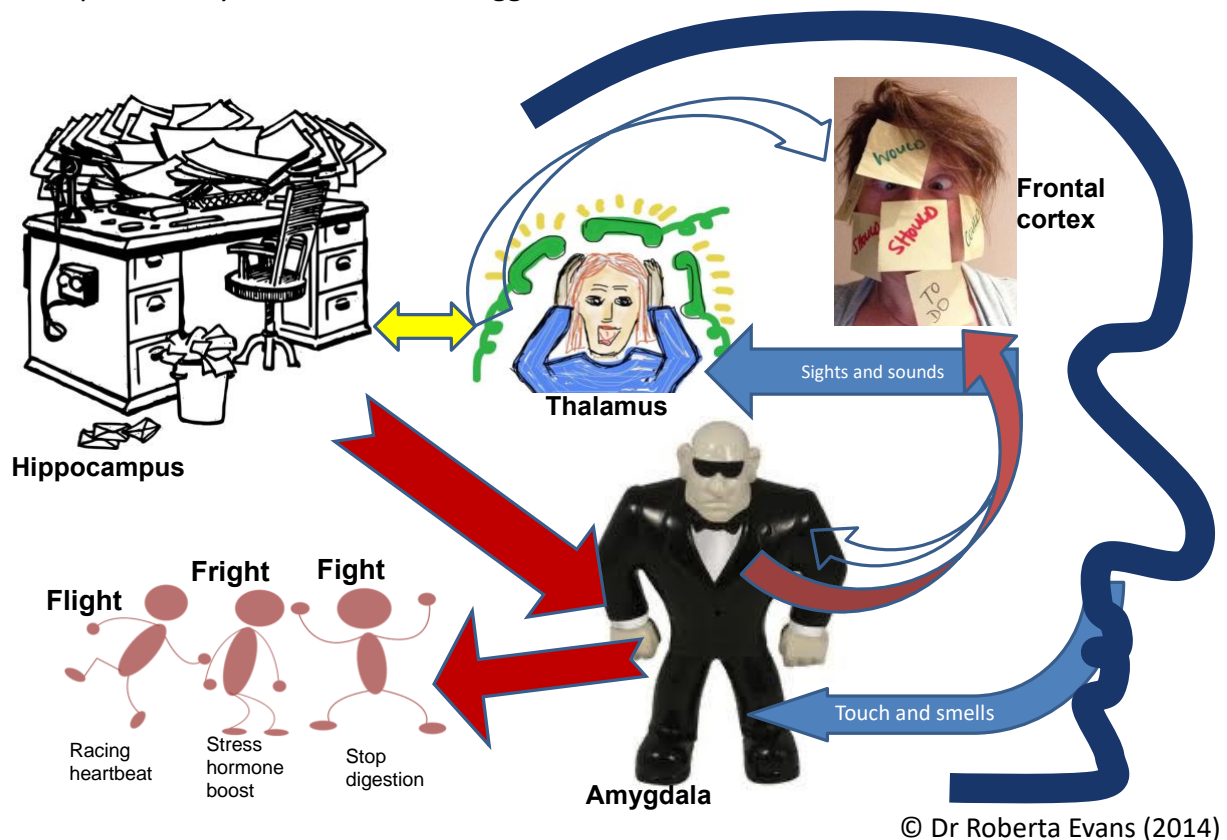 WOULD
SHOULD
SHOULD
TO
DO
Frontal
cortex
Sights and sounds
Thalamus
Hippocampus
Flight
Fright
Fight
Touch and smells
Racing
heartbeat
Stress
hormone
boost
Stop
digestion
Amygdala
© Dr Roberta Evans (2014)